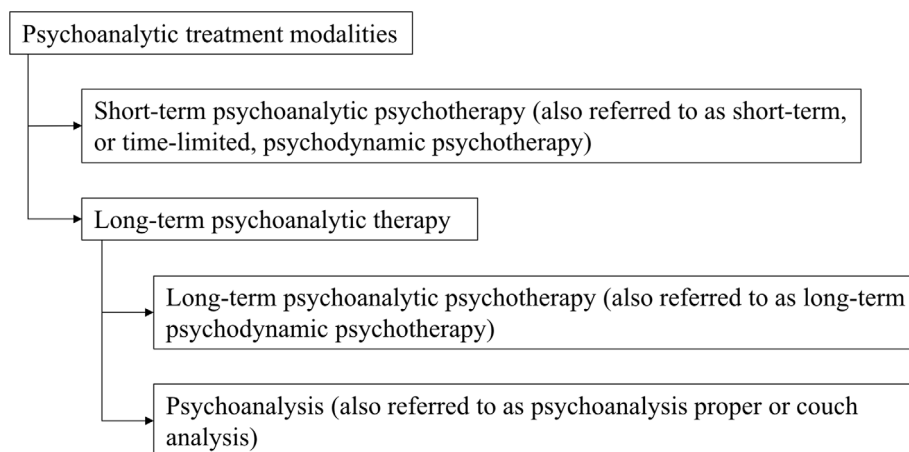 Psychoanalytic treatment modalities
Short-term psychoanalytic psychotherapy (also referred to as short-term,
or time-limited, psychodynamic psychotherapy)
Long-term psychoanalytic therapy
Long-term psychoanalytic psychotherapy (also referred to as long-term
psychodynamic psychotherapy)
Psychoanalysis (also referred to as psychoanalysis proper or couch
analysis)